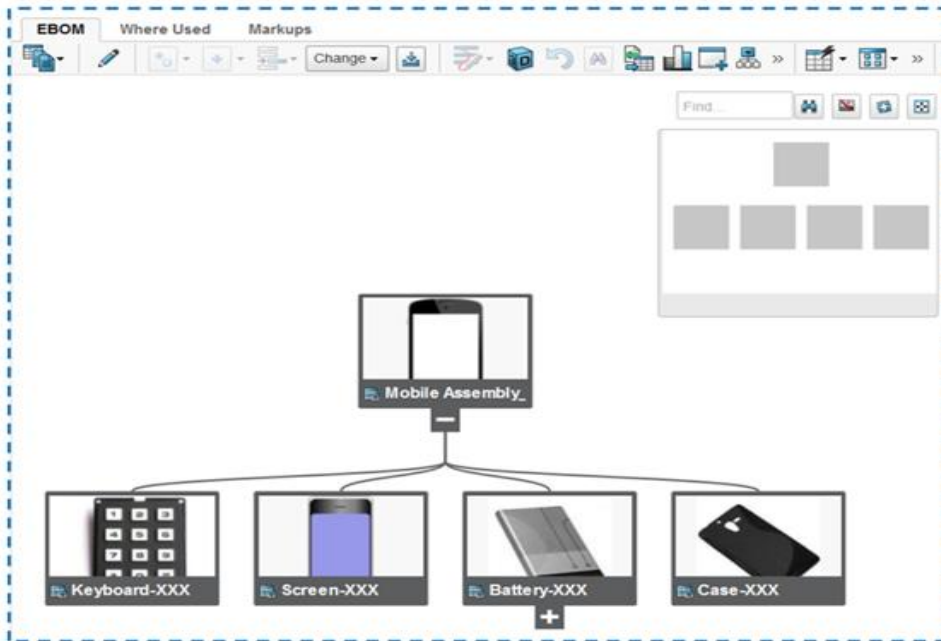 EBOM Where Used Markups
Change
Find...
Mobile Assembly_
Keyboard-XXX Screen-XXX Battery-XXX Case-XXX